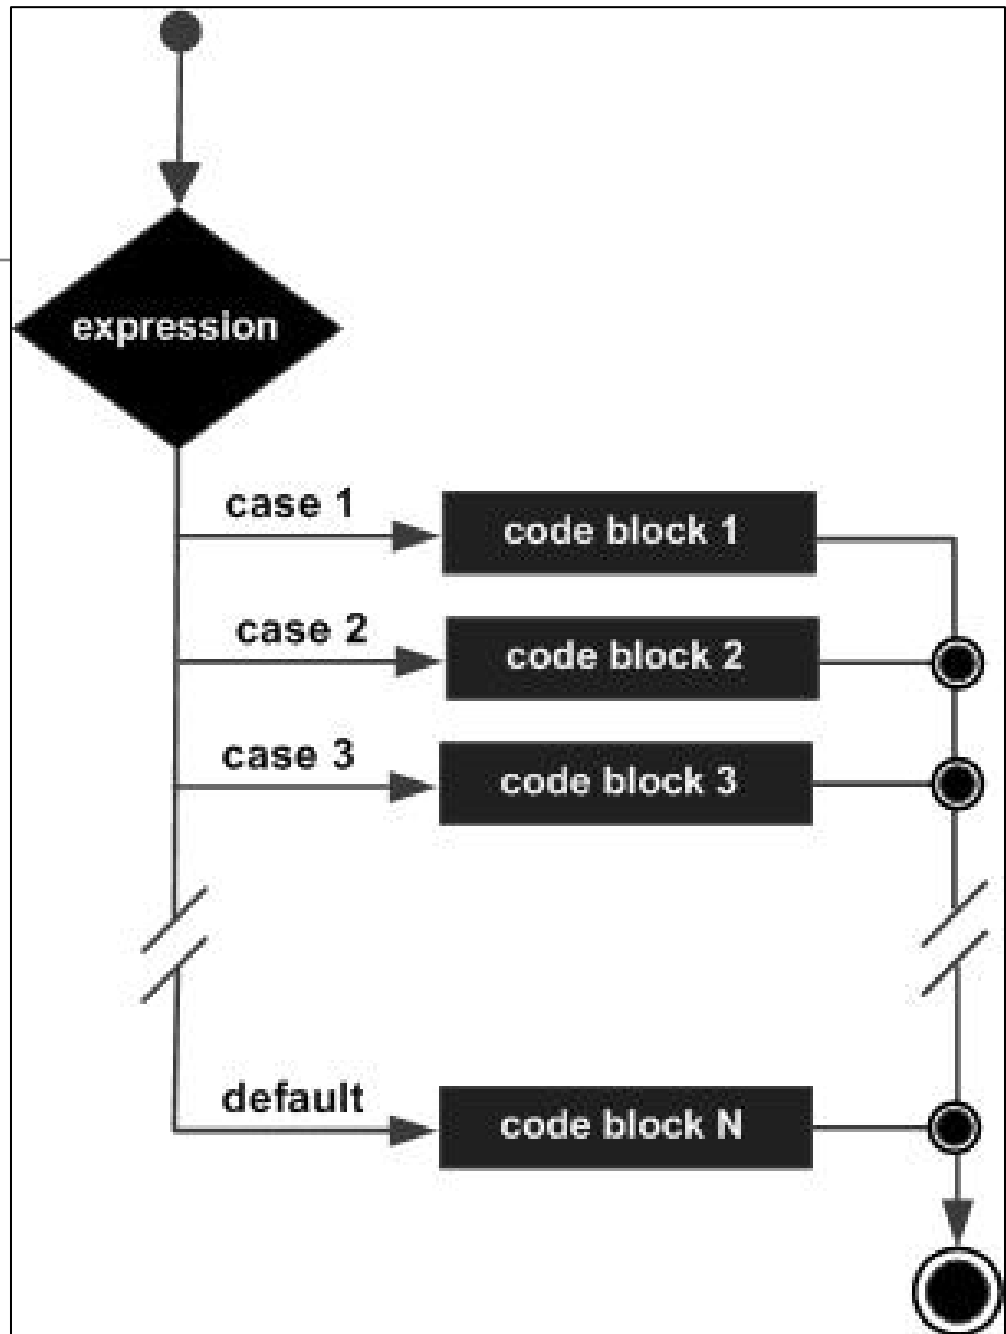 expression
case 1
code block 1
case 2
code block 2
case 3
code block 3
default
code block N